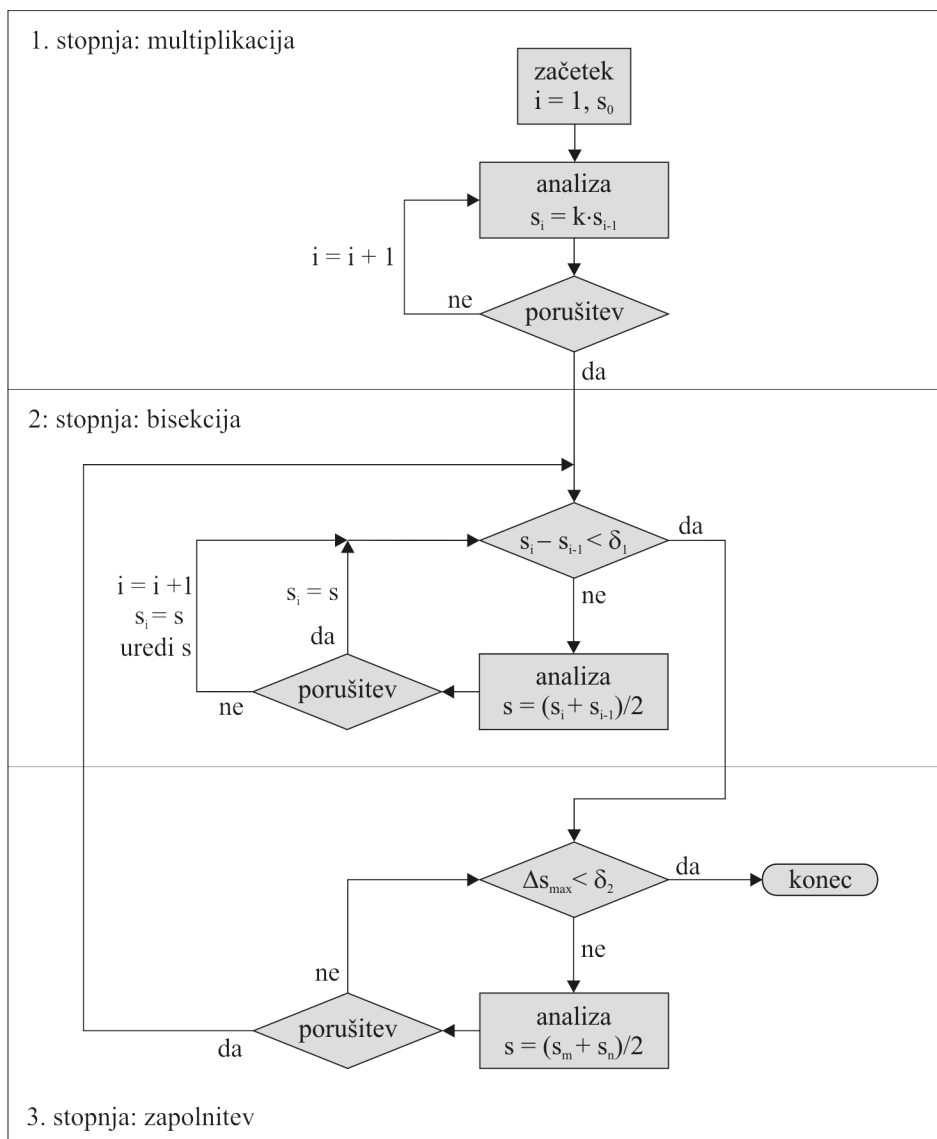 1. stopnja: multiplikacija
začetek
i = 1, s₀
analiza
sᵢ = k·sᵢ₋₁
i = i + 1
ne
porušitev
da
2: stopnja: bisekcija
sᵢ – sᵢ₋₁ < δ₁
da
i = i +1
sᵢ = s
uredi s
sᵢ = s
da
ne
ne
porušitev
analiza
s = (sᵢ + sᵢ₋₁)/2
Δsₘₐₓ < δ₂
da
konec
ne
ne
porušitev
da
analiza
s = (sₘ + sₙ)/2
3. stopnja: zapolnitev